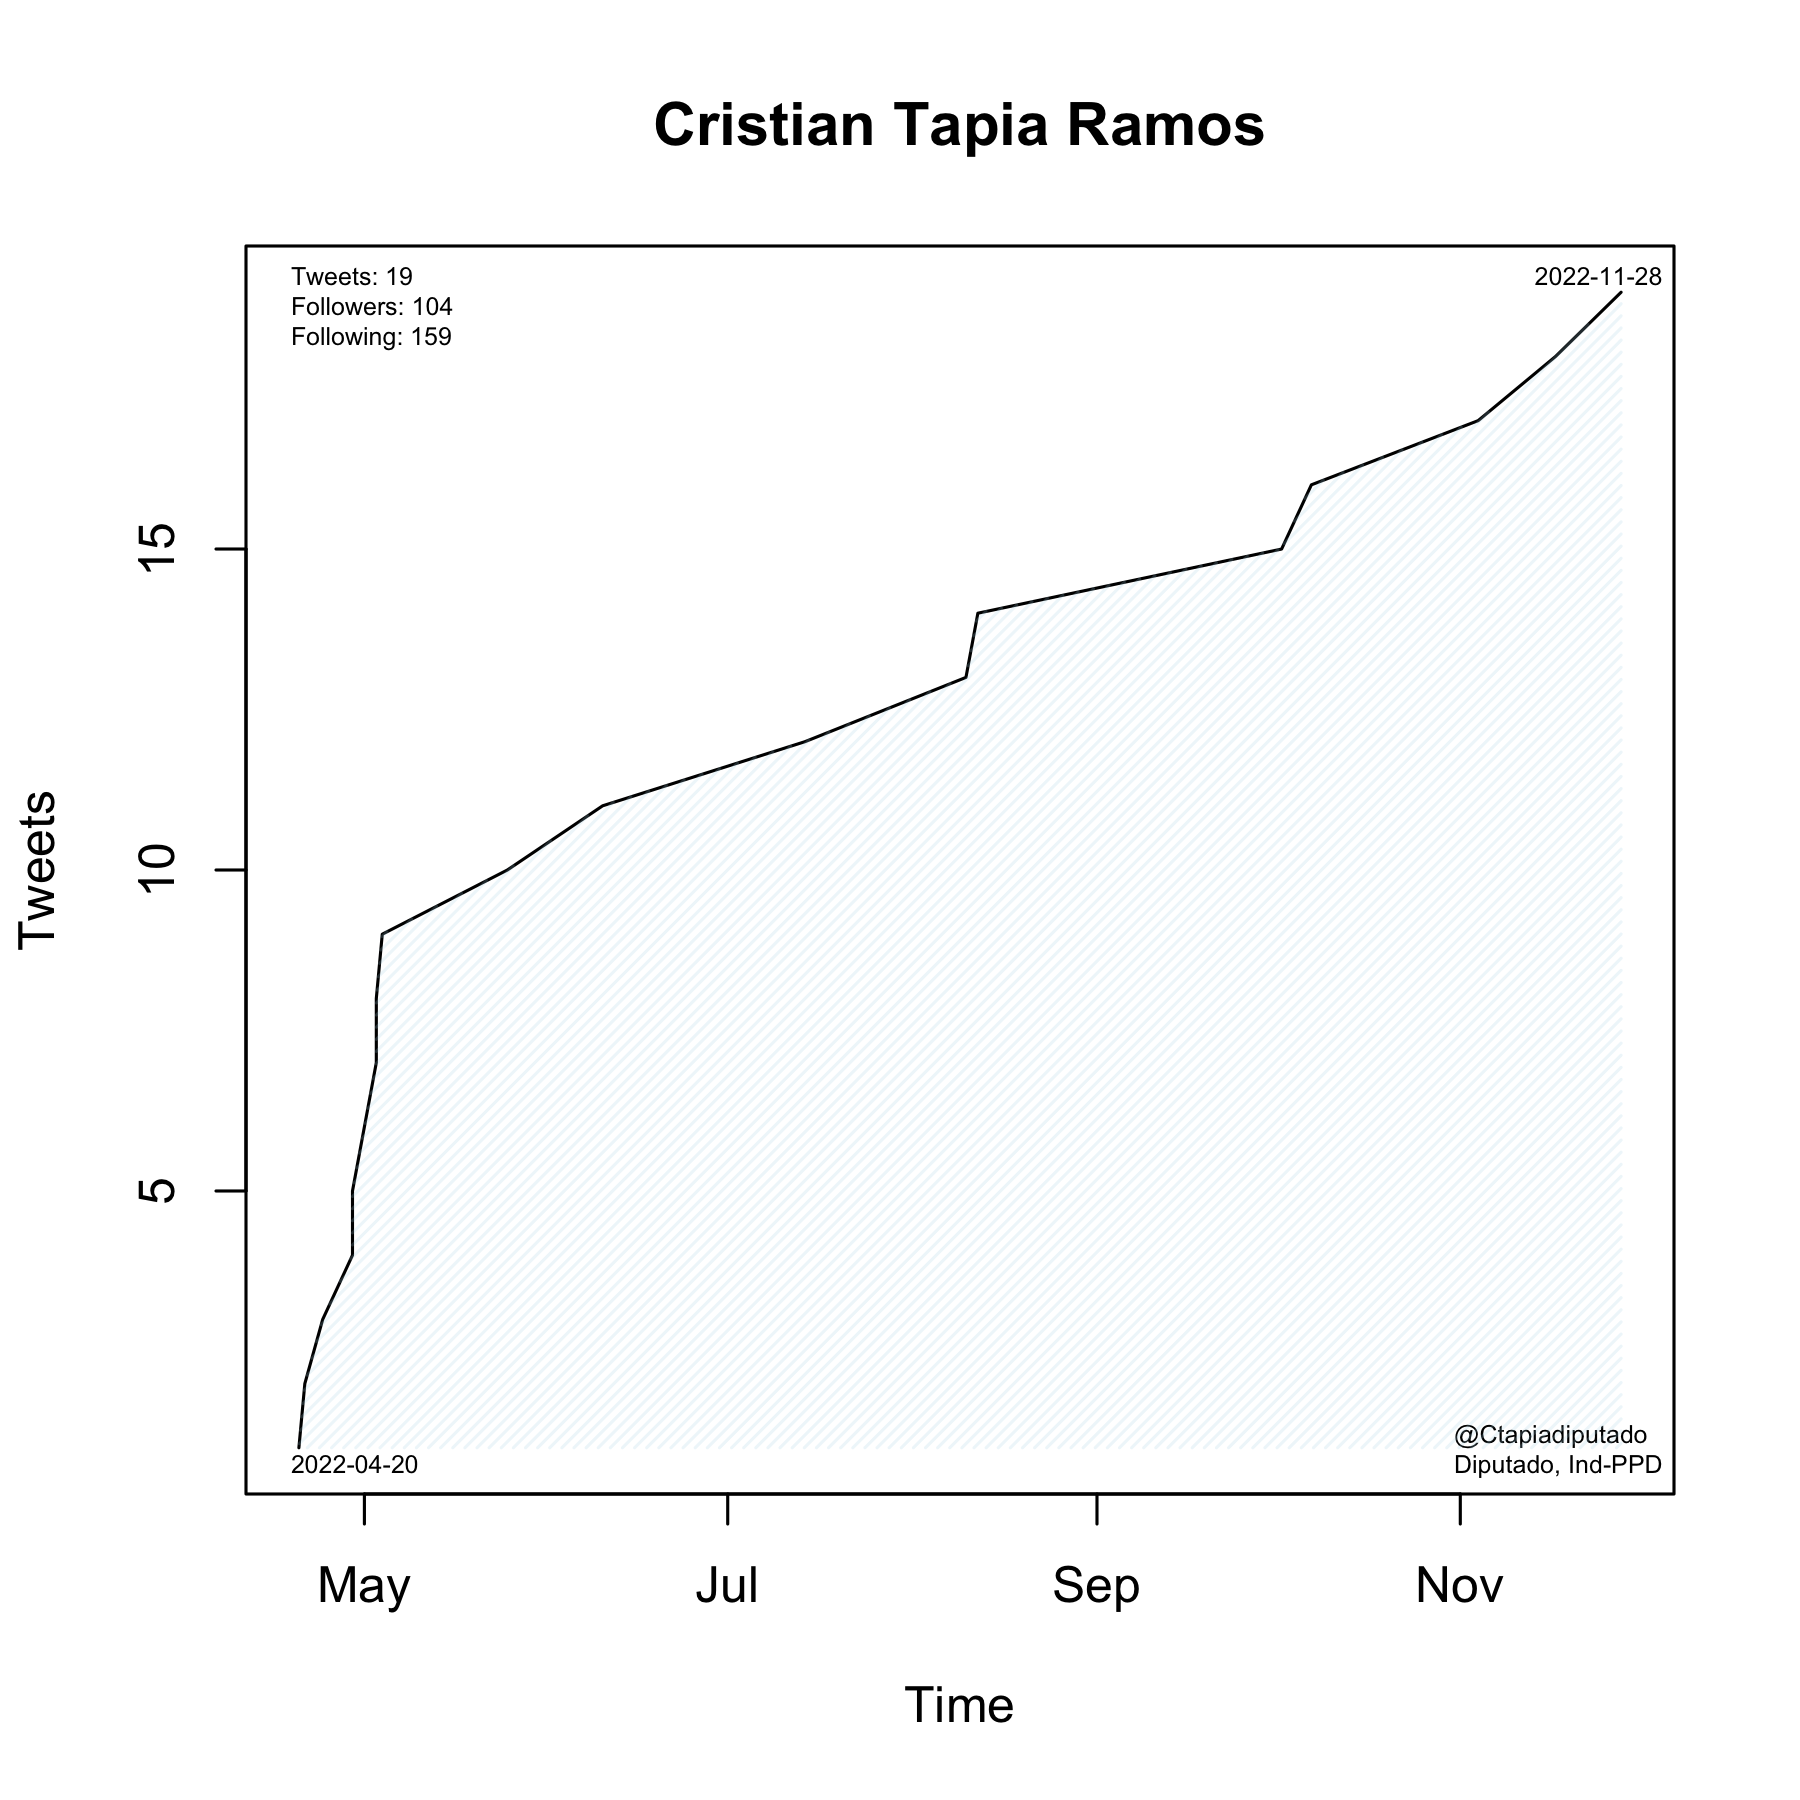 Cristian Tapia Ramos
Tweets: 19
Followers: 104
Following: 159
2022-11-28
15
10
5
Tweets
@Ctapiadiputado
Diputado, Ind-PPD
2022-04-20
May
Jul
Sep
Nov
Time